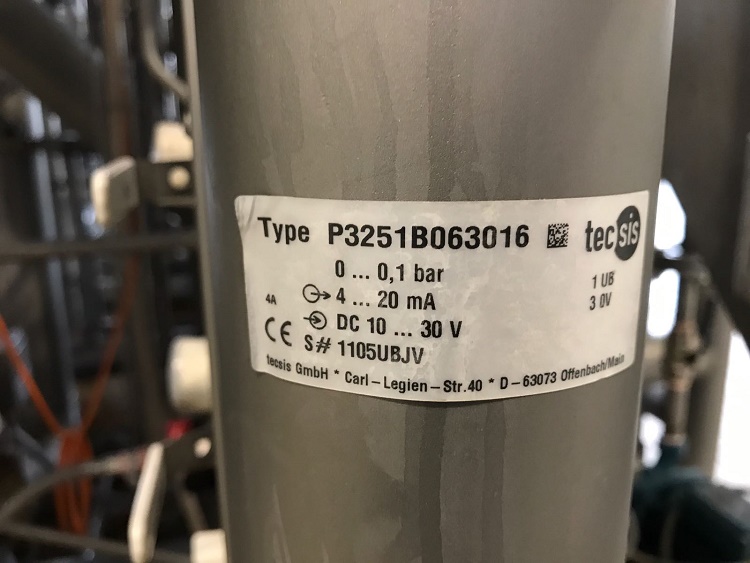 Type P3251B063016 tecsis
0 ... 0,1 bar
1 UB
4 ... 20 mA
3 0V
4A
DC 10 ... 30 V
CE S# 1105UBJV
tecsis GmbH * Carl-Legien-Str.40 * D-63073 Offenbach/Main